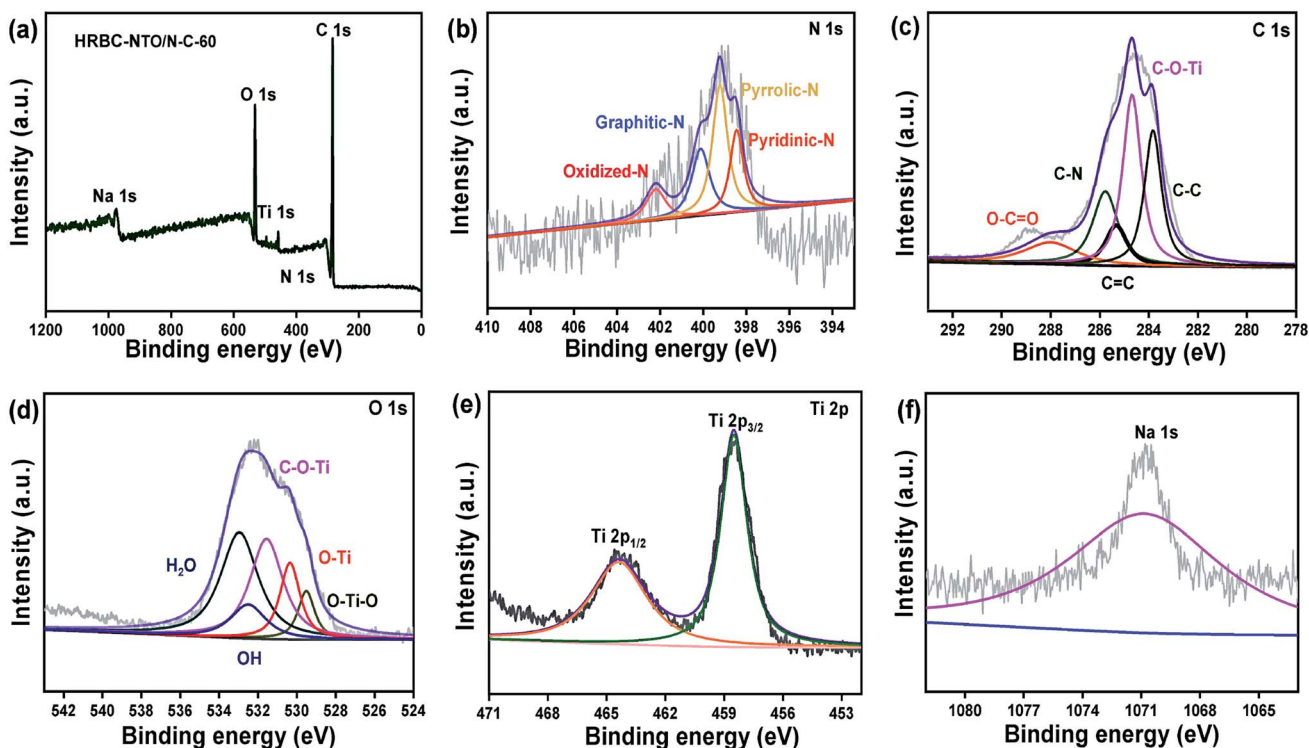 (a)
HRBC-NTO/N-C-60
C 1s
O 1s
Na 1s
Ti 1s
N 1s
Intensity (a.u.)
1200 1000 800 600 400 200 0
Binding energy (eV)
(b)
N 1s
Pyrrolic-N
Graphitic-N
Pyridinic-N
Oxidized-N
Intensity (a.u.)
410 408 406 404 402 400 398 396 394
Binding energy (eV)
(c)
C 1s
C-O-Ti
C-N
C-C
O-C=O
C=C
Intensity (a.u.)
292 290 288 286 284 282 280 278
Binding energy (eV)
(d)
O 1s
C-O-Ti
H₂O
O-Ti
O-Ti-O
OH
Intensity (a.u.)
542 540 538 536 534 532 530 528 526 524
Binding energy (eV)
(e)
Ti 2p
Ti 2p₃/₂
Ti 2p₁/₂
Intensity (a.u.)
471 468 465 462 459 456 453
Binding energy (eV)
(f)
Na 1s
Intensity (a.u.)
1080 1077 1074 1071 1068 1065
Binding energy (eV)